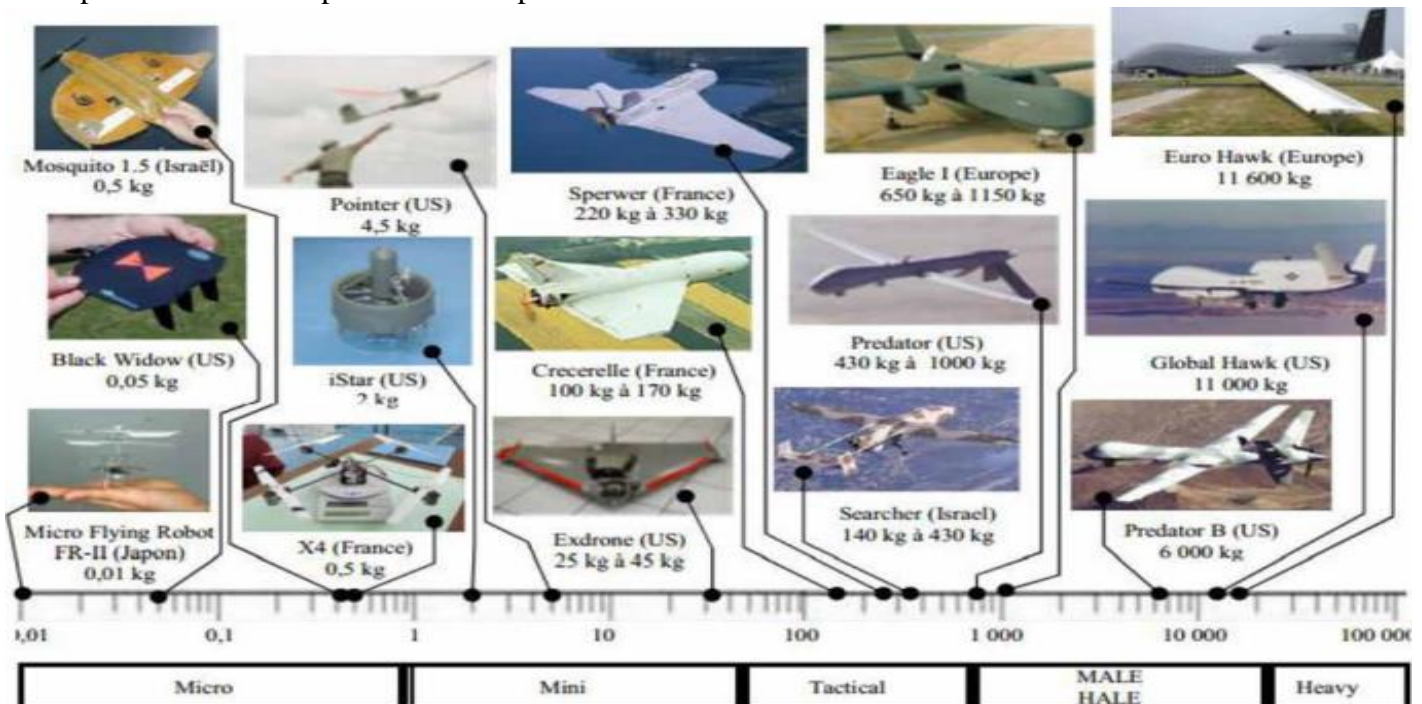 Mosquito 1.5 (Israël)
0,5 kg
Black Widow (US)
0,05 kg
Micro Flying Robot
FR-II (Japon)
0,01 kg
Pointer (US)
4,5 kg
iStar (US)
2 kg
X4 (France)
0,5 kg
Sperwer (France)
220 kg à 330 kg
Crecerelle (France)
100 kg à 170 kg
Exdrone (US)
25 kg à 45 kg
Eagle I (Europe)
650 kg à 1150 kg
Predator (US)
430 kg à 1000 kg
Searcher (Israel)
140 kg à 430 kg
Euro Hawk (Europe)
11 600 kg
Global Hawk (US)
11 000 kg
Predator B (US)
6 000 kg
0,01 0,1 1 10 100 1 000 10 000 100 000
Micro Mini Tactical MALE Heavy
HALE